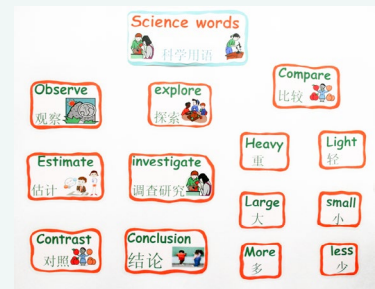 Science words
科学用语
Observe
观察
explore
探索
Compare
比较
Estimate
估计
investigate
调查研究
Heavy
重
Light
轻
Large
大
small
小
Contrast
对照
Conclusion
结论
More
多
less
少